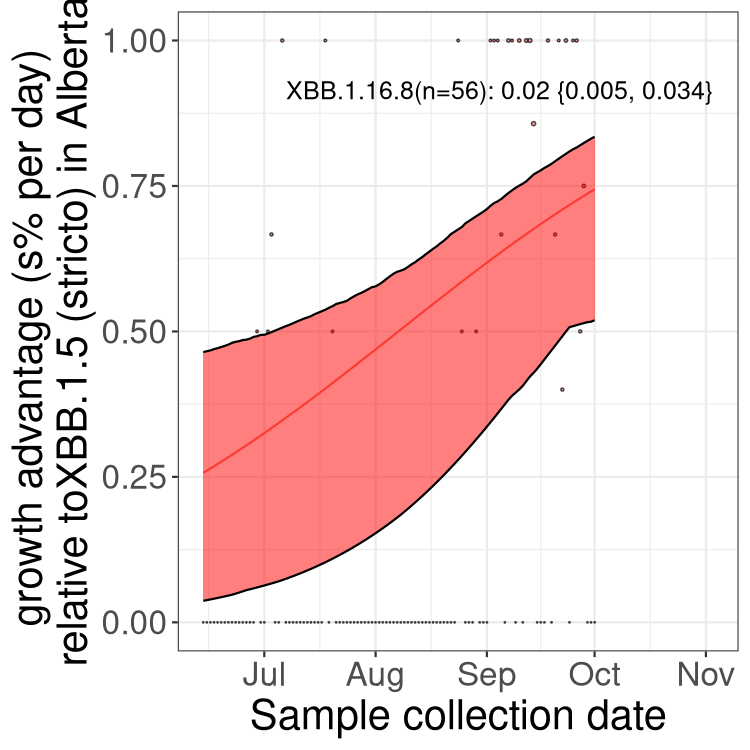 growth advantage (s% per day)
relative toXBB.1.5 (stricto) in Alberta
1.00
0.75
0.50
0.25
0.00
XBB.1.16.8(n=56): 0.02 {0.005, 0.034}
Jul Aug Sep Oct Nov
Sample collection date